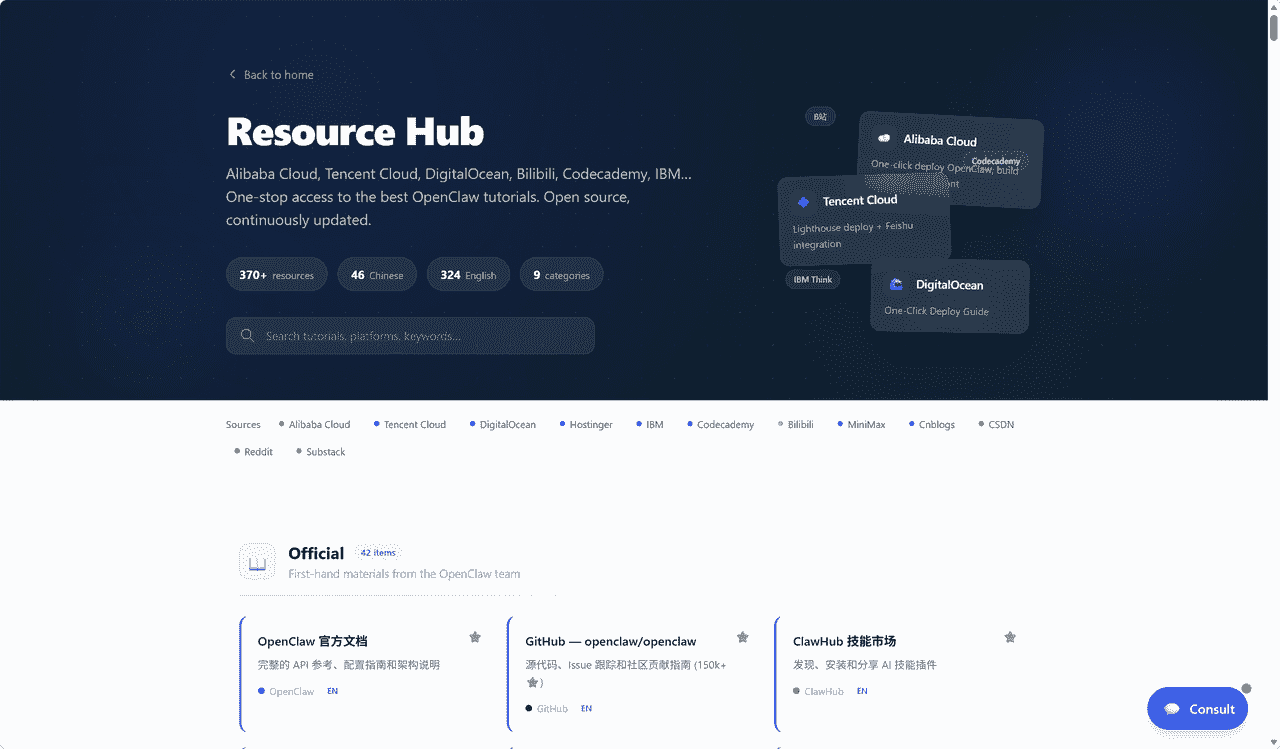 Back to home
Resource Hub
Alibaba Cloud, Tencent Cloud, DigitalOcean, Bilibili, Codecademy, IBM...
One-stop access to the best OpenClaw tutorials. Open source,
continuously updated.
370+ resources
46 Chinese
324 English
9 categories
Search tutorials, platforms, keywords...
B站
Alibaba Cloud
One-click deploy OpenClaw, build
Codecademy
Tencent Cloud
Lighthouse deploy + Feishu
integration
IBM Think
DigitalOcean
One-Click Deploy Guide
Sources
Alibaba Cloud
Tencent Cloud
DigitalOcean
Hostinger
IBM
Codecademy
Bilibili
MiniMax
Cnblogs
CSDN
Reddit
Substack
Official
42 items
First-hand materials from the OpenClaw team
OpenClaw 官方文档
完整的 API 参考、配置指南和架构说明
OpenClaw EN
GitHub — openclaw/openclaw
源代码、Issue 跟踪和社区贡献指南 (150k+
)
GitHub EN
ClawHub 技能市场
发现、安装和分享 AI 技能插件
ClawHub EN
Consult